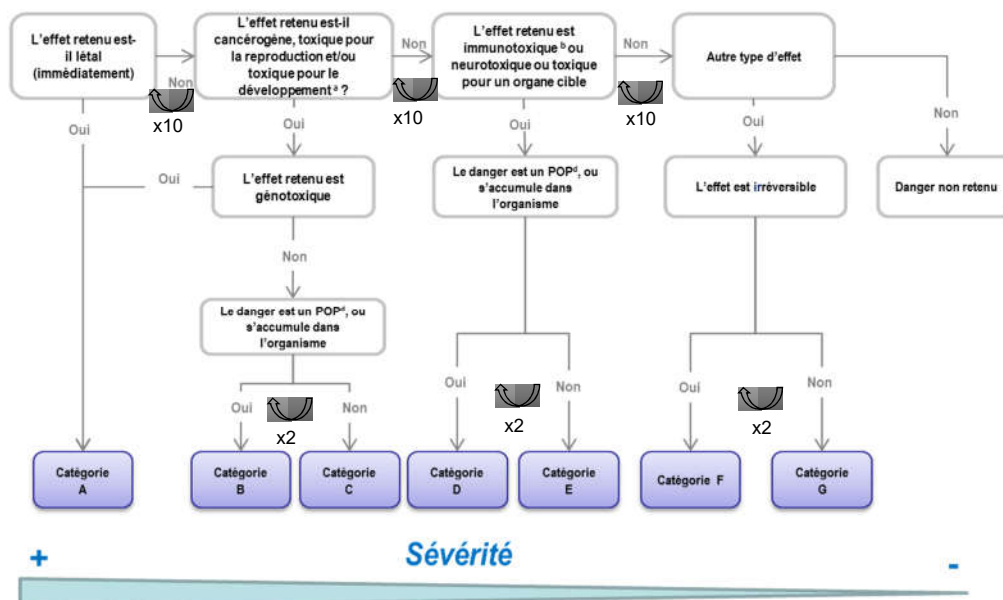 L'effet retenu est-
il létal
(immédiatement)
Non
x10
L'effet retenu est-il
cancérogène, toxique pour
la reproduction et/ou
toxique pour le
développement ª ?
Non
x10
L'effet retenu est
immunotoxique ᵇ ou
neurotoxique ou toxique
pour un organe cible
Non
x10
Autre type d'effet
Oui
Oui
Oui
Oui
Non
Oui
L'effet retenu est
génotoxique
Le danger est un POPᵈ, ou
s'accumule dans
l'organisme
L'effet est irréversible
Danger non retenu
Non
Le danger est un POPᵈ, ou
s'accumule dans
l'organisme
Oui
x2
Non
Oui
x2
Non
Oui
x2
Non
Catégorie
A
Catégorie
B
Catégorie
C
Catégorie
D
Catégorie
E
Catégorie F
Catégorie
G
+
Sévérité
-